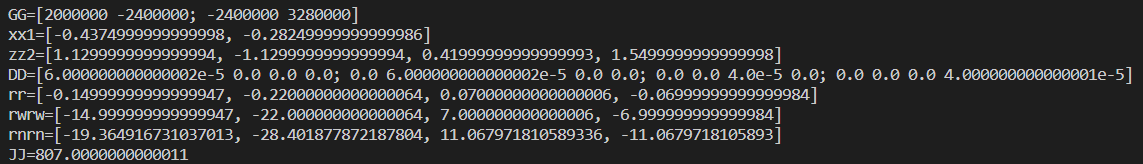 GG=[2000000 -2400000; -2400000 3280000]
xx1=[-0.4374999999999998, -0.28249999999999986]
zz2=[1.1299999999999994, -1.1299999999999994, 0.41999999999999993, 1.5499999999999998]
DD=[6.000000000000002e-5 0.0 0.0 0.0; 0.0 6.000000000000002e-5 0.0 0.0; 0.0 0.0 4.0e-5 0.0; 0.0 0.0 0.0 4.000000000000001e-5]
rr=[-0.14999999999999947, -0.22000000000000064, 0.07000000000000006, -0.06999999999999984]
rwrw=[-14.999999999999947, -22.000000000000064, 7.000000000000006, -6.999999999999984]
rnrn=[-19.364916731037013, -28.401877872187804, 11.067971810589336, -11.0679718105893]
JJ=807.0000000000011